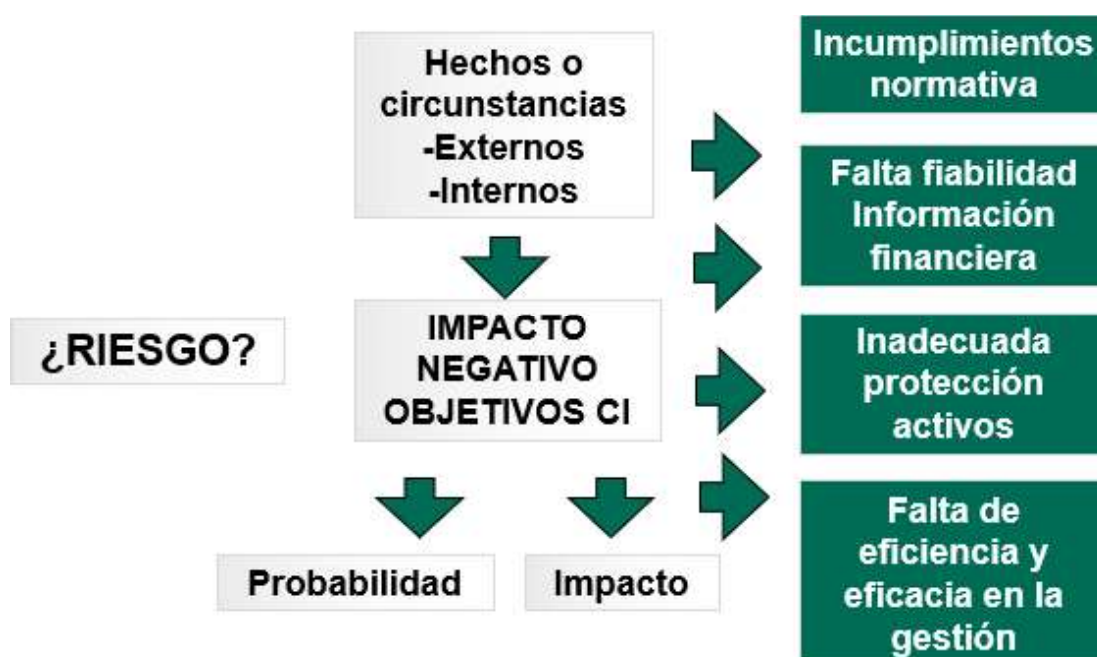 Hechos o
circunstancias
-Externos
-Internos
¿RIESGO?
IMPACTO
NEGATIVO
OBJETIVOS CI
Probabilidad
Impacto
Incumplimientos
normativa
Falta fiabilidad
Información
financiera
Inadecuada
protección
activos
Falta de
eficiencia y
eficacia en la
gestión